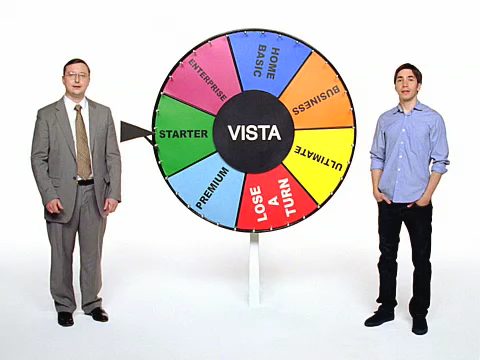 HOME
BASIC
BUSINESS
ULTIMATE
LOSE
A
TURN
PREMIUM
STARTER
ENTERPRISE
VISTA